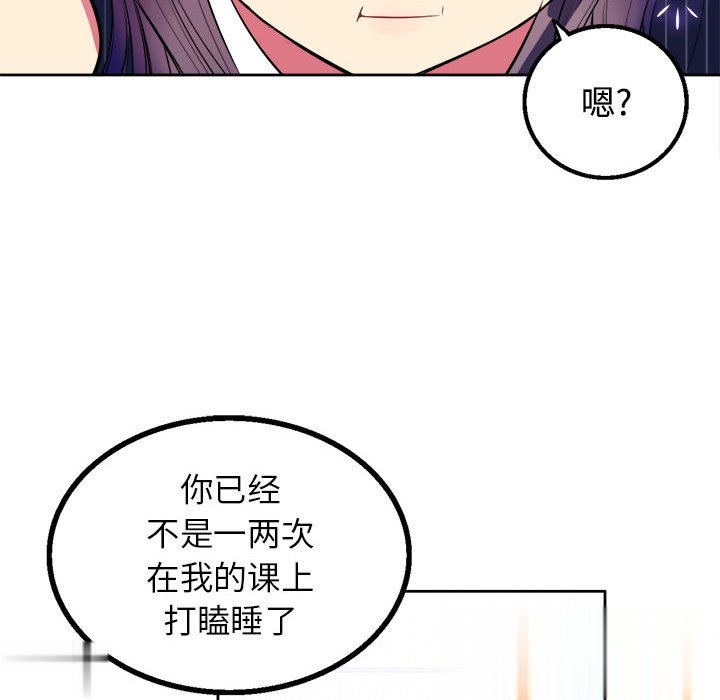 嗯?
你已经
不是一两次
在我的课上
打瞌睡了